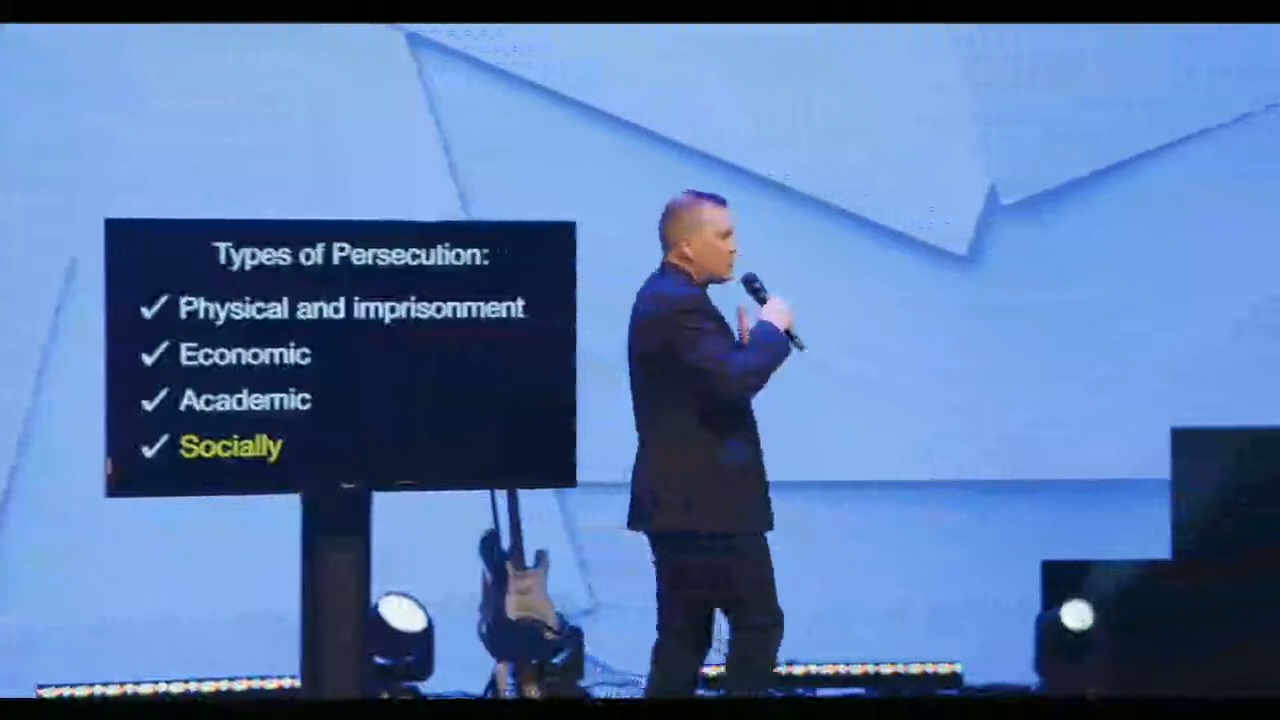 Types of Persecution:
✓ Physical and imprisonment
✓ Economic
✓ Academic
✓ Socially